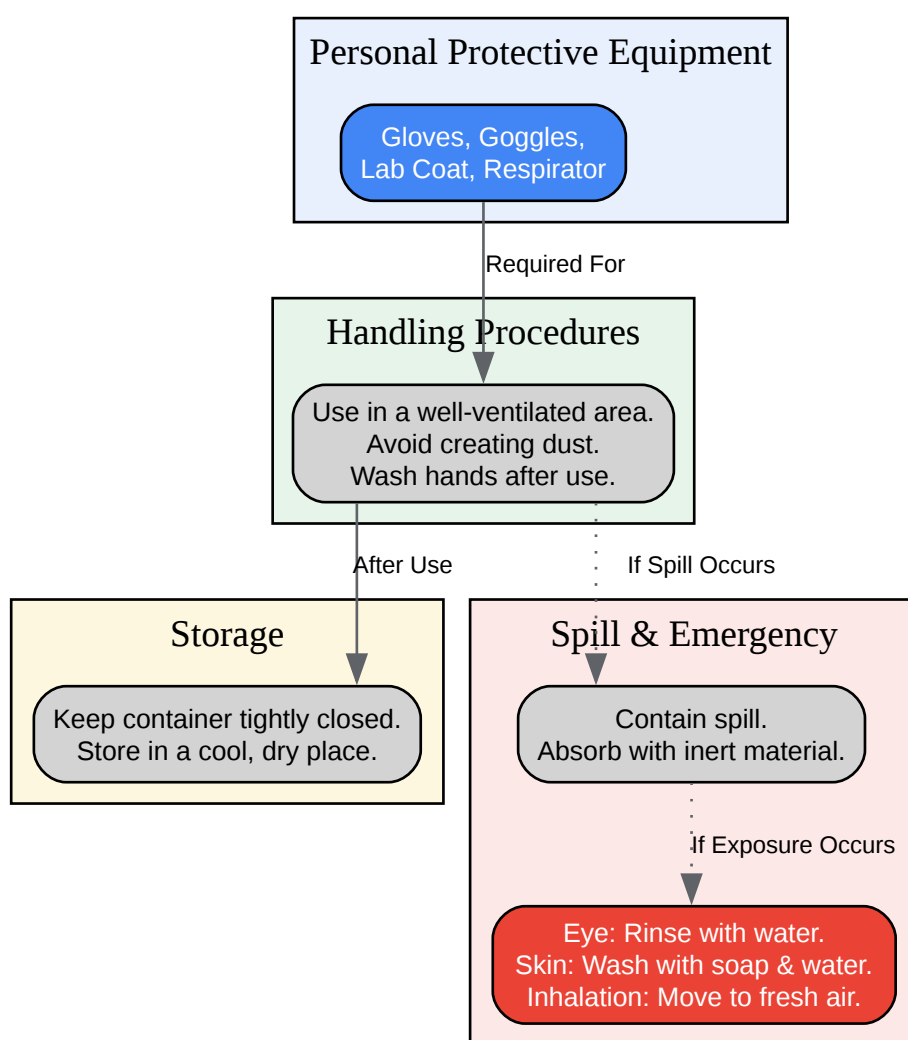 Personal Protective Equipment
Gloves, Goggles,
Lab Coat, Respirator
Required For
Handling Procedures
Use in a well-ventilated area.
Avoid creating dust.
Wash hands after use.
After Use
If Spill Occurs
Storage
Keep container tightly closed.
Store in a cool, dry place.
Spill & Emergency
Contain spill.
Absorb with inert material.
If Exposure Occurs
Eye: Rinse with water.
Skin: Wash with soap & water.
Inhalation: Move to fresh air.